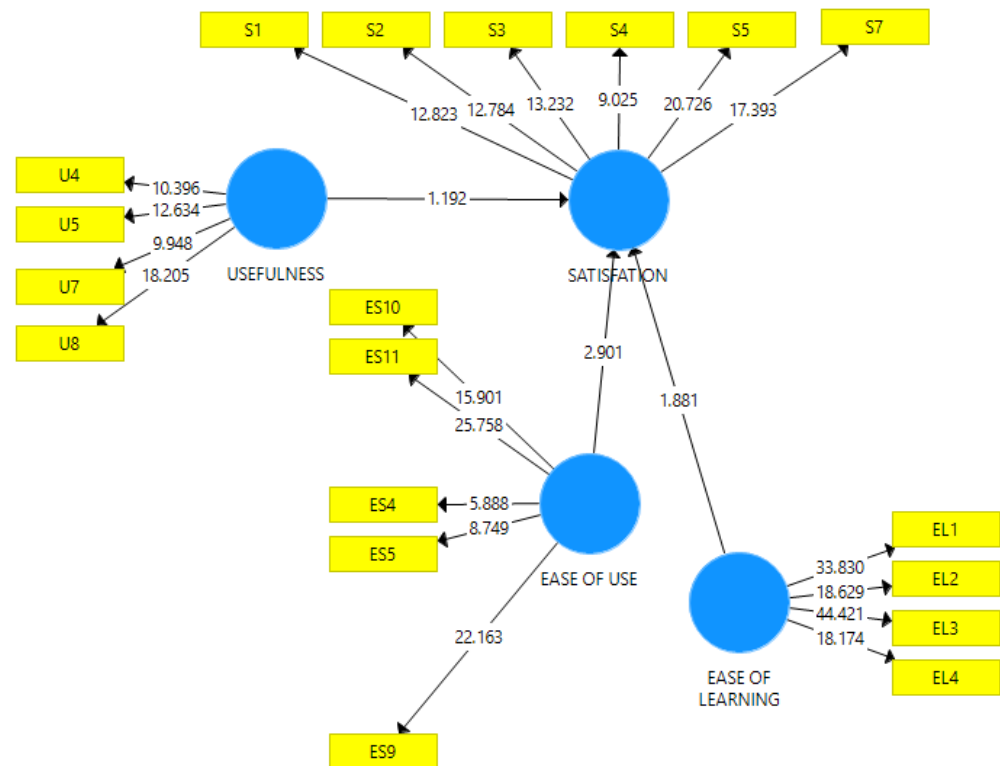 S1
S2
S3
S4
S5
S7
12.823
12.784
13.232
9.025
20.726
17.393
U4
U5
U7
U8
10.396
12.634
9.948
18.205
USEFULNESS
1.192
SATISFATION
ES10
ES11
15.901
25.758
2.901
1.881
ES4
ES5
5.888
8.749
EASE OF USE
22.163
ES9
EASE OF
LEARNING
33.830
18.629
44.421
18.174
EL1
EL2
EL3
EL4